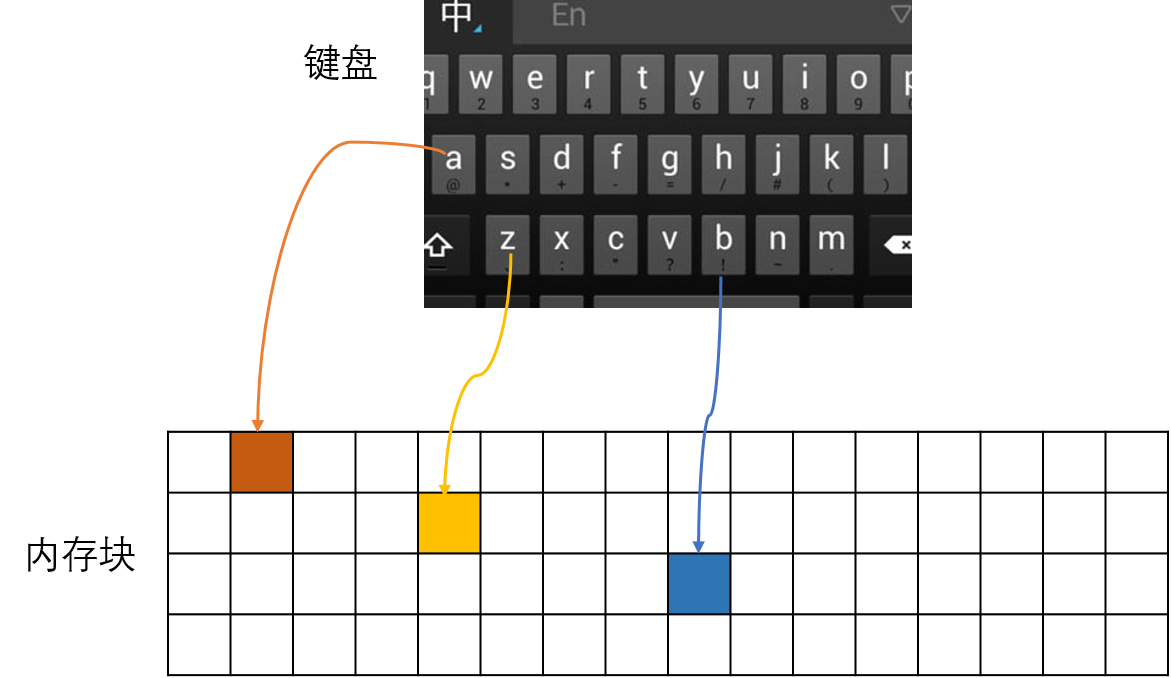 中 En
键盘
q w e r t y u i o p
1 2 3 4 5 6 7 8 9
a s d f g h j k l
@ * + - = / # ( )
z x c v b n m
: " ? ! ~ .
内存块